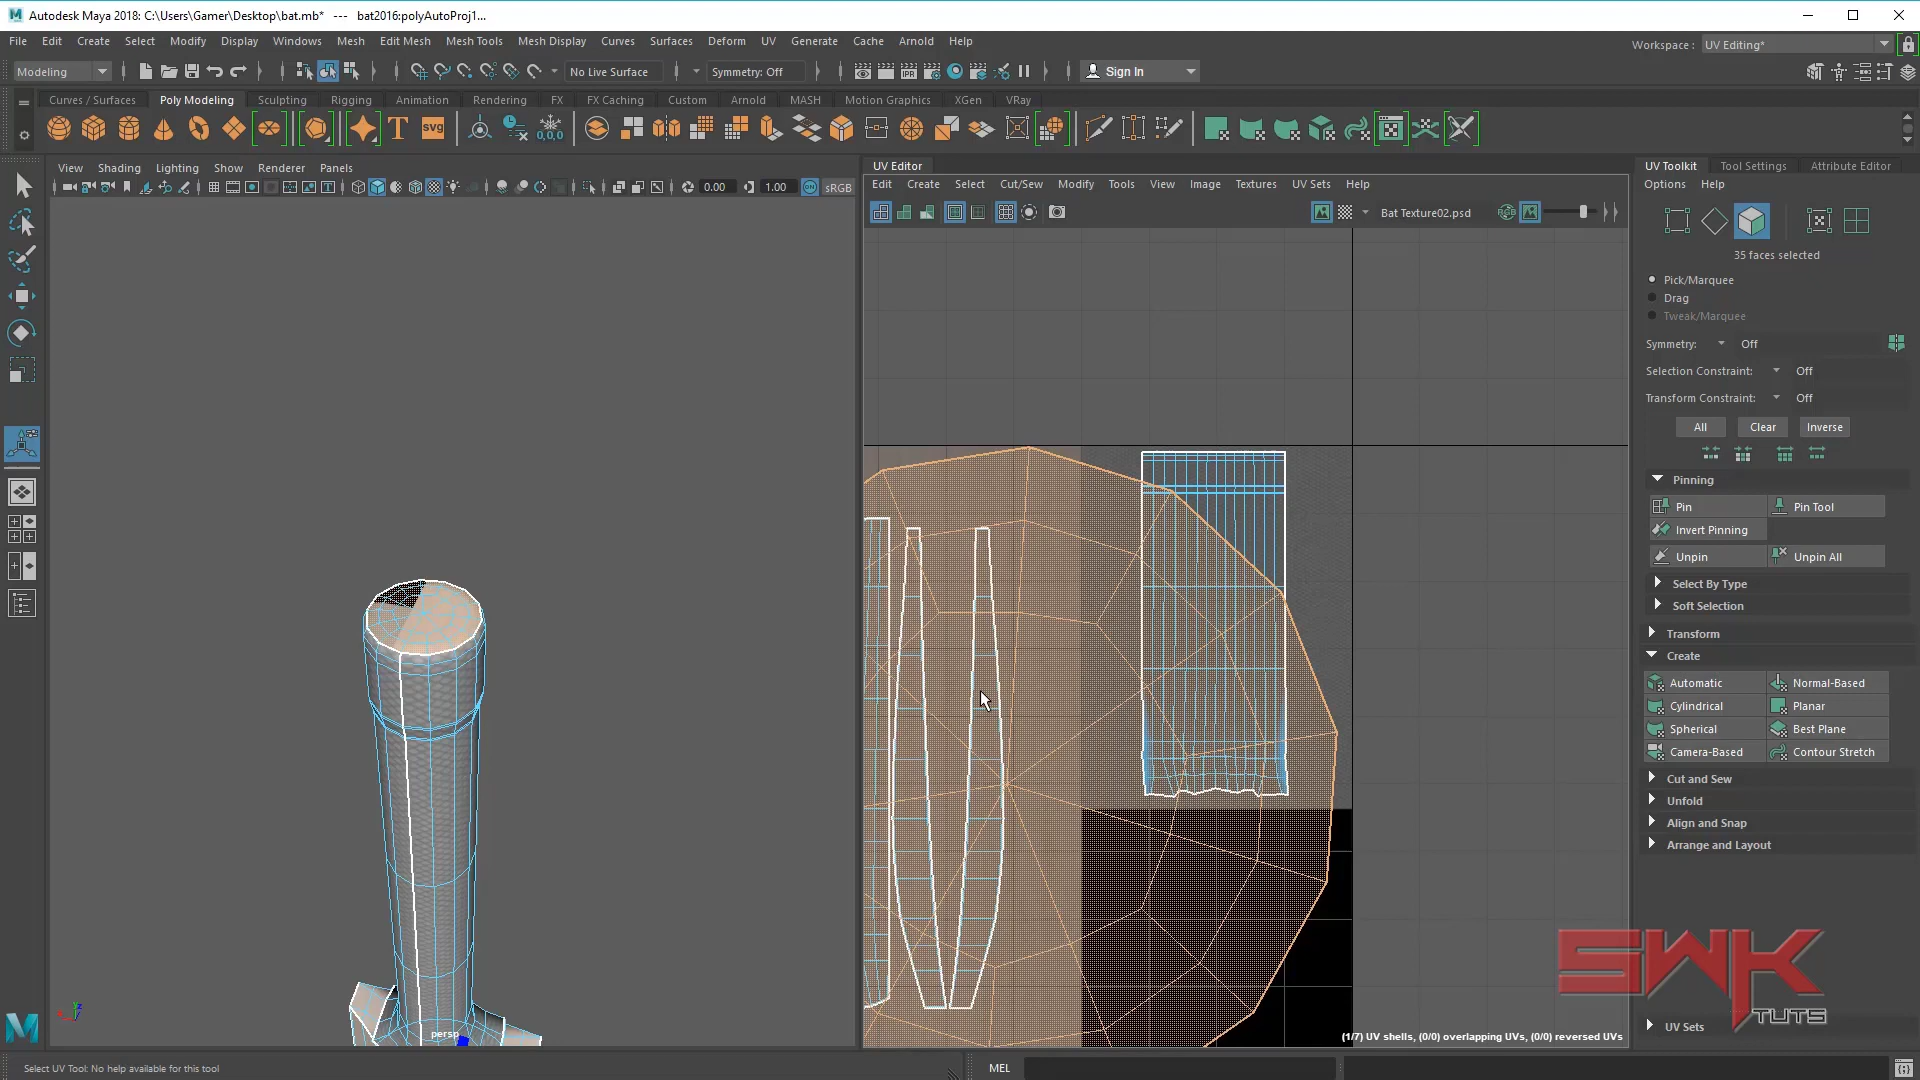 Autodesk Maya 2018: C:\Users\Gamer\Desktop\bat.mb* --- bat2016:polyAutoProj1...
File Edit Create Select Modify Display Windows Mesh Edit Mesh Mesh Tools Mesh Display Curves Surfaces Deform UV Generate Cache Arnold Help
Workspace : UV Editing*
Modeling No Live Surface Symmetry: Off Sign In
Curves / Surfaces Poly Modeling Sculpting Rigging Animation Rendering FX FX Caching Custom Arnold MASH Motion Graphics XGen VRay
View Shading Lighting Show Renderer Panels
0.00 1.00 sRGB
persp
UV Editor
Edit Create Select Cut/Sew Modify Tools View Image Textures UV Sets Help
Bat Texture02.psd
(1/7) UV shells, (0/0) overlapping UVs, (0/0) reversed UVs
UV Toolkit Tool Settings Attribute Editor
Options Help
35 faces selected
Pick/Marquee
Drag
Tweak/Marquee
Symmetry: Off
Selection Constraint: Off
Transform Constraint: Off
All Clear Inverse
Pinning
Pin Pin Tool
Invert Pinning
Unpin Unpin All
Select By Type
Soft Selection
Transform
Create
Automatic Normal-Based
Cylindrical Planar
Spherical Best Plane
Camera-Based Contour Stretch
Cut and Sew
Unfold
Align and Snap
Arrange and Layout
SWK
TUTS
UV Sets
Select UV Tool: No help available for this tool
MEL